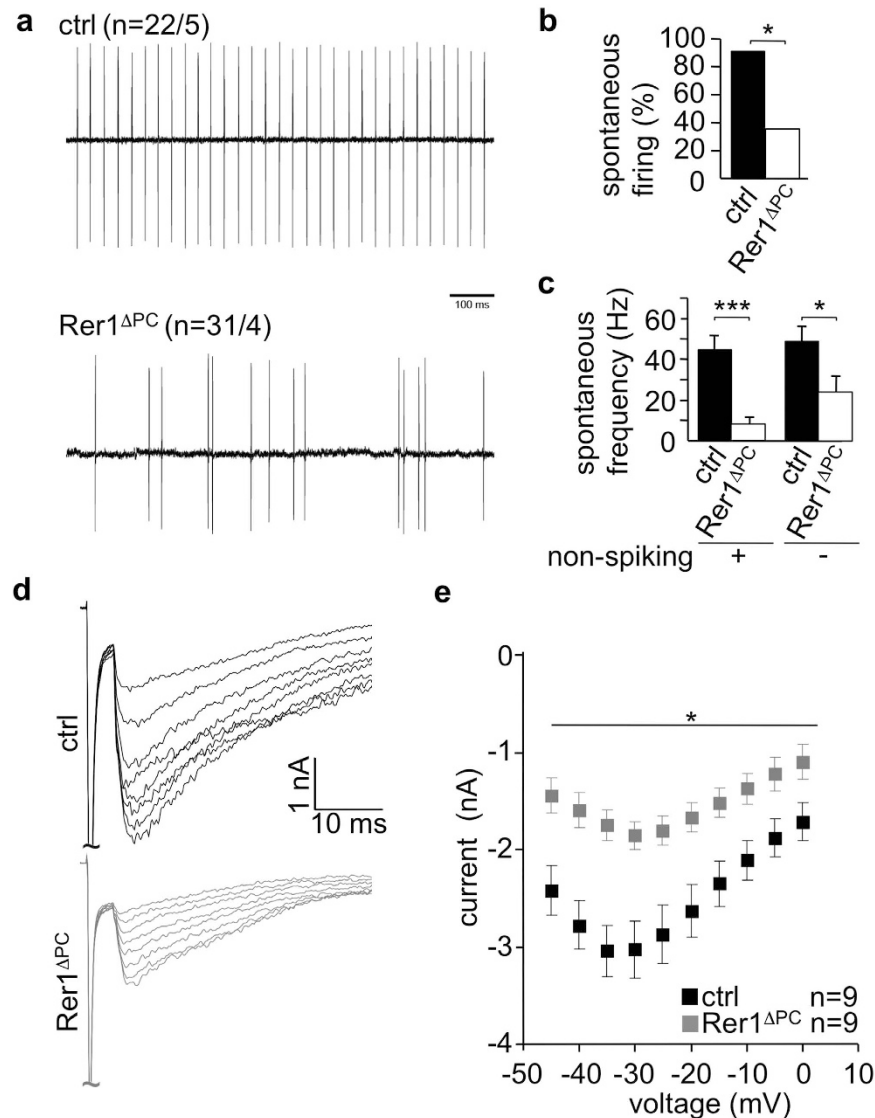 a
ctrl (n=22/5)
100 ms
Rer1ΔPC (n=31/4)
b
spontaneous
firing (%)
100
80
60
40
20
0
*
ctrl
Rer1ΔPC
c
spontaneous
frequency (Hz)
60
40
20
0
***
*
ctrl
Rer1ΔPC
ctrl
Rer1ΔPC
non-spiking + -
d
ctrl
1 nA
10 ms
Rer1ΔPC
e
current (nA)
0
-1
-2
-3
-4
*
ctrl n=9
Rer1ΔPC n=9
-50 -40 -30 -20 -10 0 10
voltage (mV)